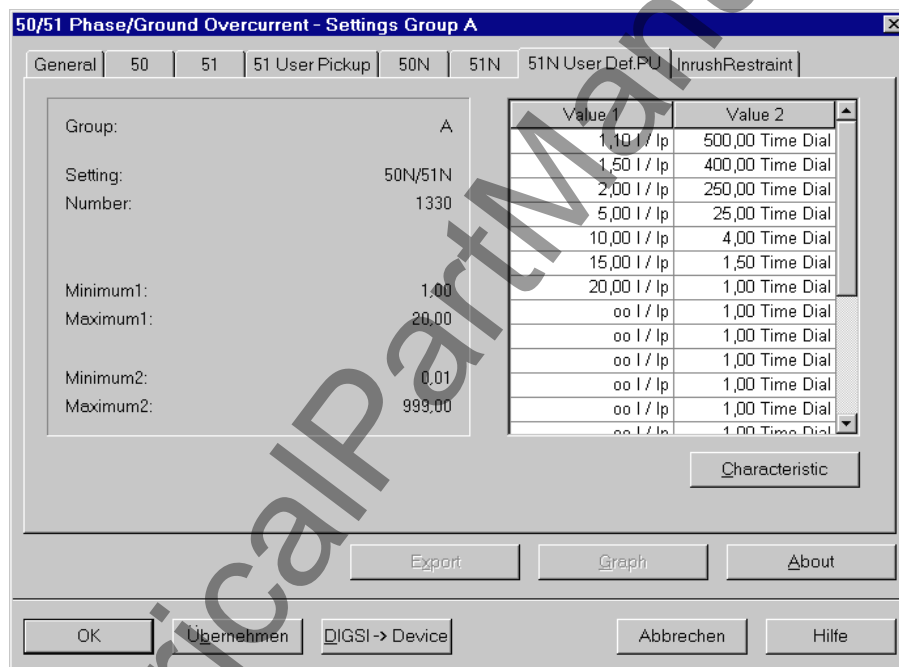 50/51 Phase/Ground Overcurrent - Settings Group A
General 50 51 51 User Pickup 50N 51N 51N User Def.PU InrushRestraint
Group: A
Setting: 50N/51N
Number: 1330
Minimum1: 1,00
Maximum1: 20,00
Minimum2: 0,01
Maximum2: 999,00
Value 1 Value 2
1,10 I / Ip 500,00 Time Dial
1,50 I / Ip 400,00 Time Dial
2,00 I / Ip 250,00 Time Dial
5,00 I / Ip 25,00 Time Dial
10,00 I / Ip 4,00 Time Dial
15,00 I / Ip 1,50 Time Dial
20,00 I / Ip 1,00 Time Dial
oo I / Ip 1,00 Time Dial
oo I / Ip 1,00 Time Dial
oo I / Ip 1,00 Time Dial
oo I / Ip 1,00 Time Dial
oo I / Ip 1,00 Time Dial
oo I / Ip 1,00 Time Dial
Characteristic
Export Graph About
OK Übernehmen DIGSI -> Device Abbrechen Hilfe